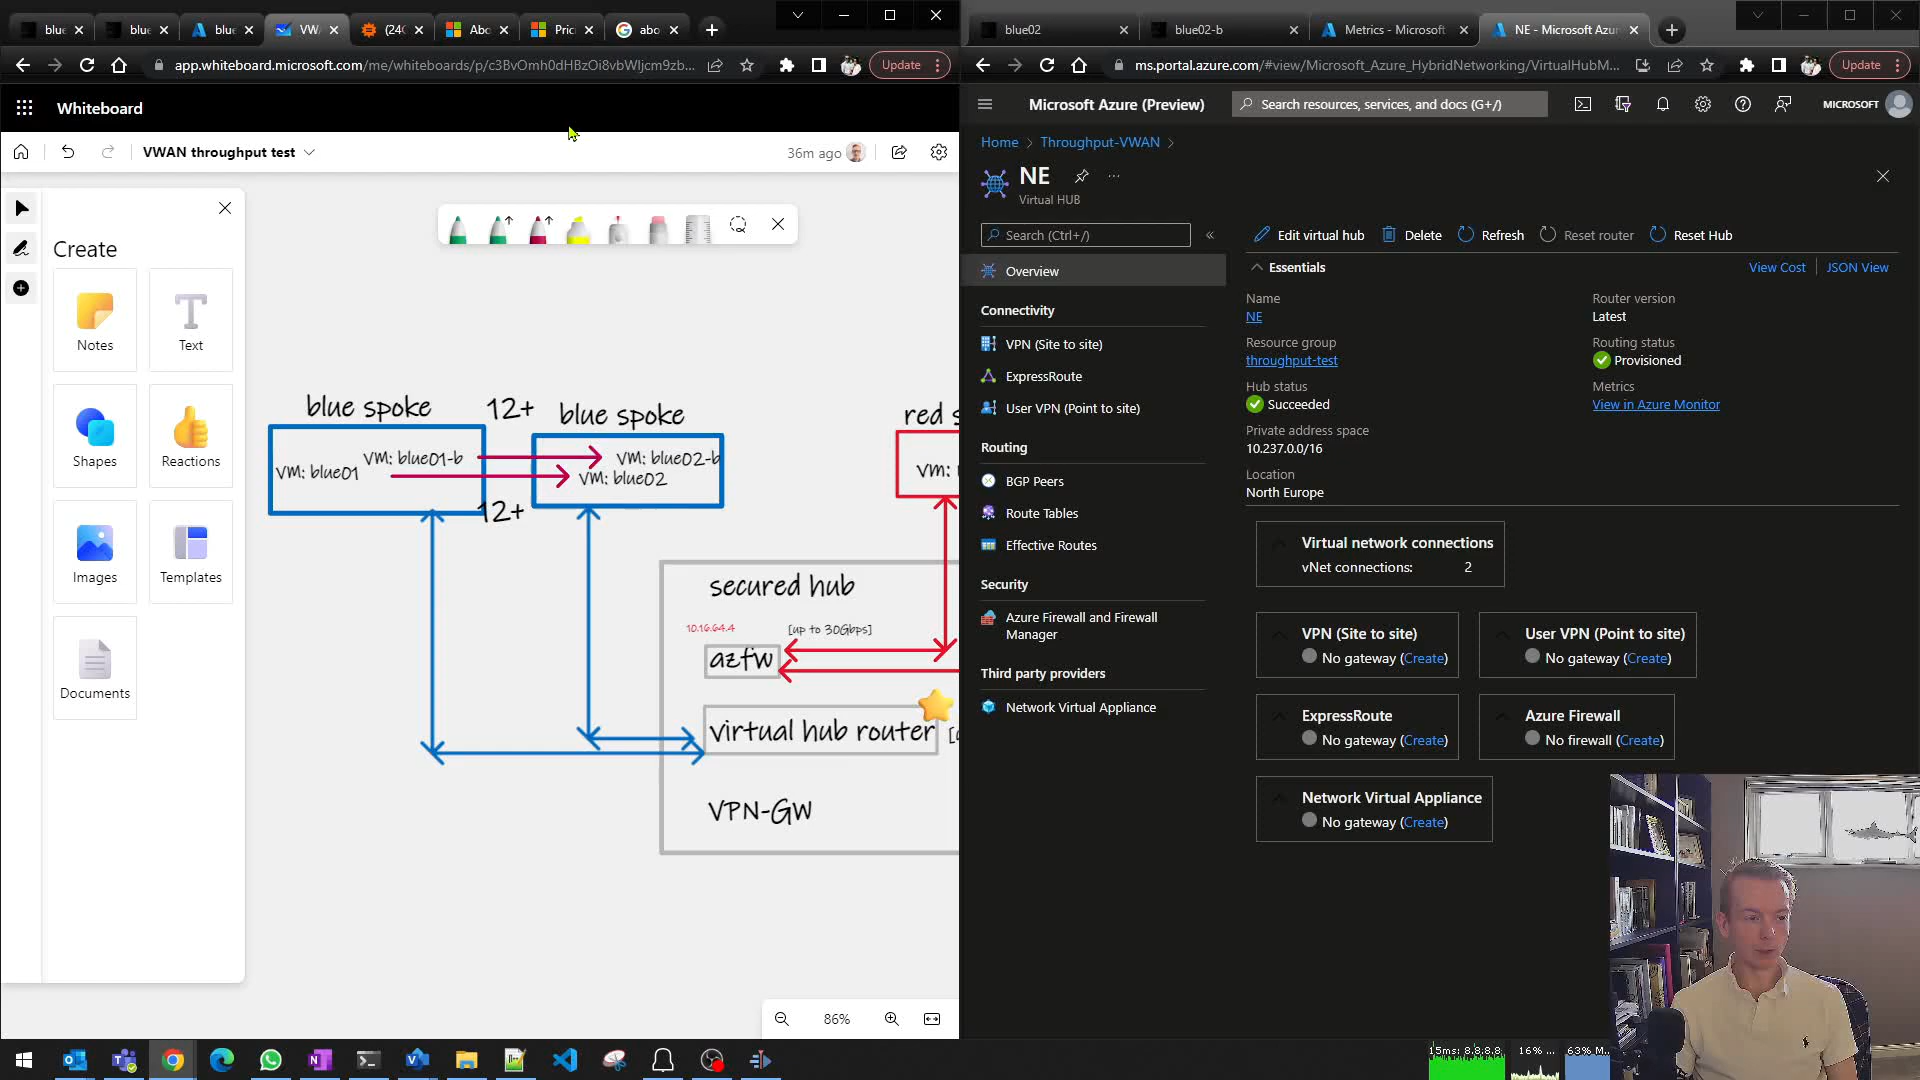 blue
blue
blue
VW
(240
Abo
Pric
abo
app.whiteboard.microsoft.com/me/whiteboards/p/c3BvOmh0dHBzOi8vbWljcm9zb...
Update
Whiteboard
VWAN throughput test
36m ago
Create
Notes
Text
Shapes
Reactions
Images
Templates
Documents
blue spoke
12+
blue spoke
red s
VM: blue01
VM: blue01-b
VM: blue02-b
VM: blue02
vm:
12+
secured hub
10.16.64.4
[up to 30Gbps]
azfw
virtual hub router
VPN-GW
86%
blue02
blue02-b
Metrics - Microsoft
NE - Microsoft Azur
ms.portal.azure.com/#view/Microsoft_Azure_HybridNetworking/VirtualHubM...
Update
Microsoft Azure (Preview)
Search resources, services, and docs (G+/)
MICROSOFT
Home > Throughput-VWAN >
NE
...
Virtual HUB
Search (Ctrl+/)
«
Edit virtual hub
Delete
Refresh
Reset router
Reset Hub
Overview
Connectivity
VPN (Site to site)
ExpressRoute
User VPN (Point to site)
Routing
BGP Peers
Route Tables
Effective Routes
Security
Azure Firewall and Firewall
Manager
Third party providers
Network Virtual Appliance
Essentials
View Cost
JSON View
Name
NE
Resource group
throughput-test
Hub status
Succeeded
Private address space
10.237.0.0/16
Location
North Europe
Router version
Latest
Routing status
Provisioned
Metrics
View in Azure Monitor
Virtual network connections
vNet connections: 2
VPN (Site to site)
No gateway (Create)
User VPN (Point to site)
No gateway (Create)
ExpressRoute
No gateway (Create)
Azure Firewall
No firewall (Create)
Network Virtual Appliance
No gateway (Create)
15ms: 8.8.8.8
16% ...
63% M...